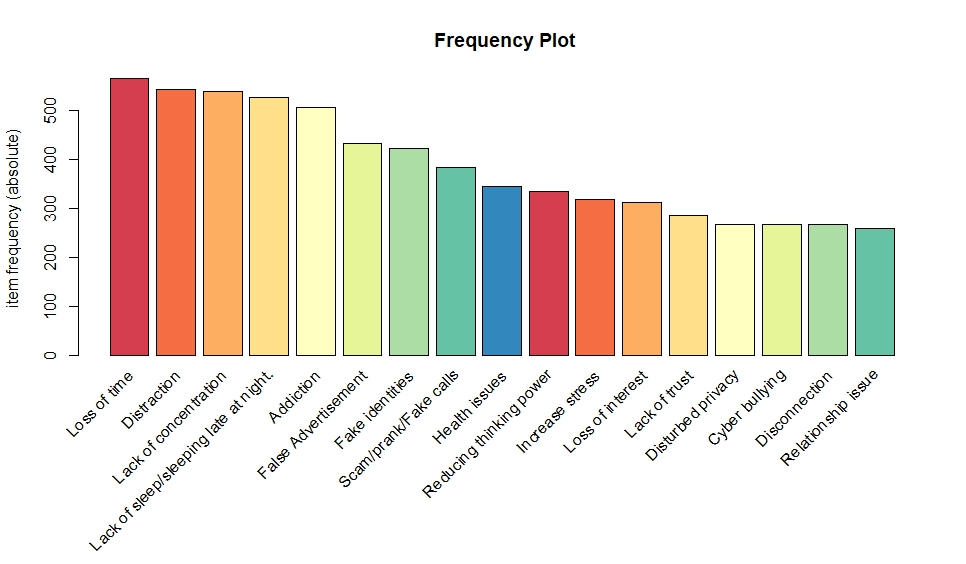 Frequency Plot
item frequency (absolute)
500
400
300
200
100
0
Loss of time
Distraction
Lack of concentration
Lack of sleep/sleeping late at night.
Addiction
False Advertisement
Fake identities
Scam/prank/Fake calls
Health issues
Reducing thinking power
Increase stress
Loss of interest
Lack of trust
Disturbed privacy
Cyber bullying
Disconnection
Relationship issue